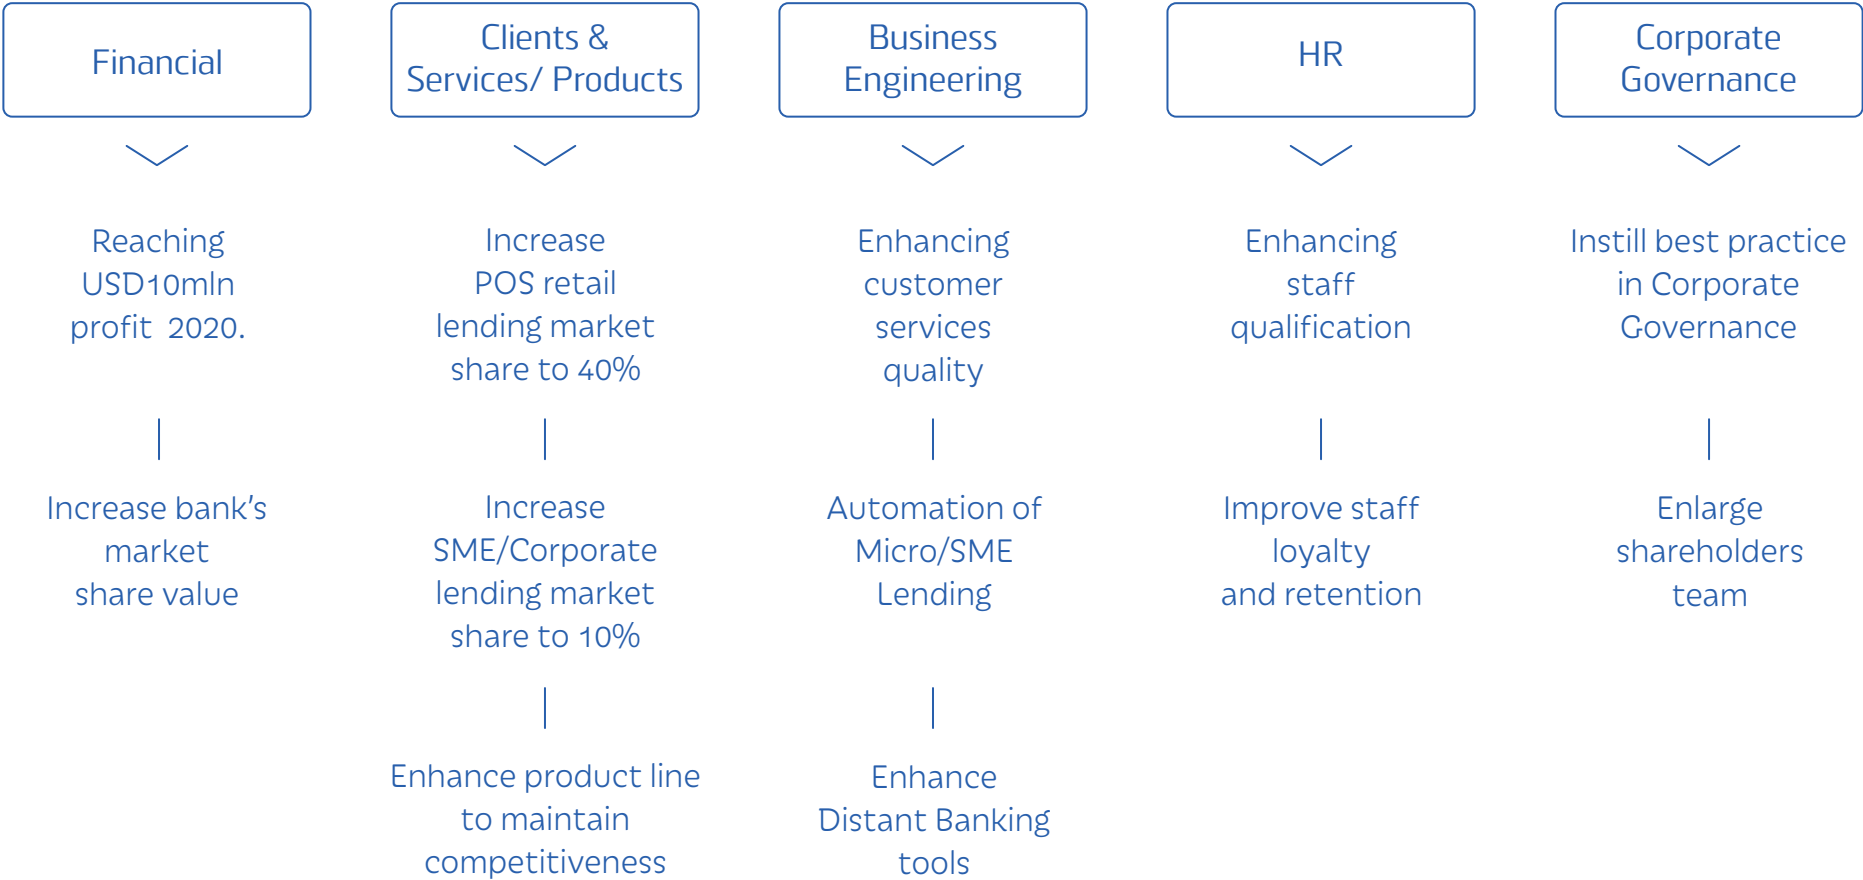 Financial
Clients &
Services/ Products
Business
Engineering
HR
Corporate
Governance
Reaching
USD10mln
profit  2020.
Increase
POS retail
lending market
share to 40%
Enhancing
customer
services
quality
Enhancing
staff
qualification
Instill best practice
in Corporate
Governance
Increase bank's
market
share value
Increase
SME/Corporate
lending market
share to 10%
Automation of
Micro/SME
Lending
Improve staff
loyalty
and retention
Enlarge
shareholders
team
Enhance product line
to maintain
competitiveness
Enhance
Distant Banking
tools